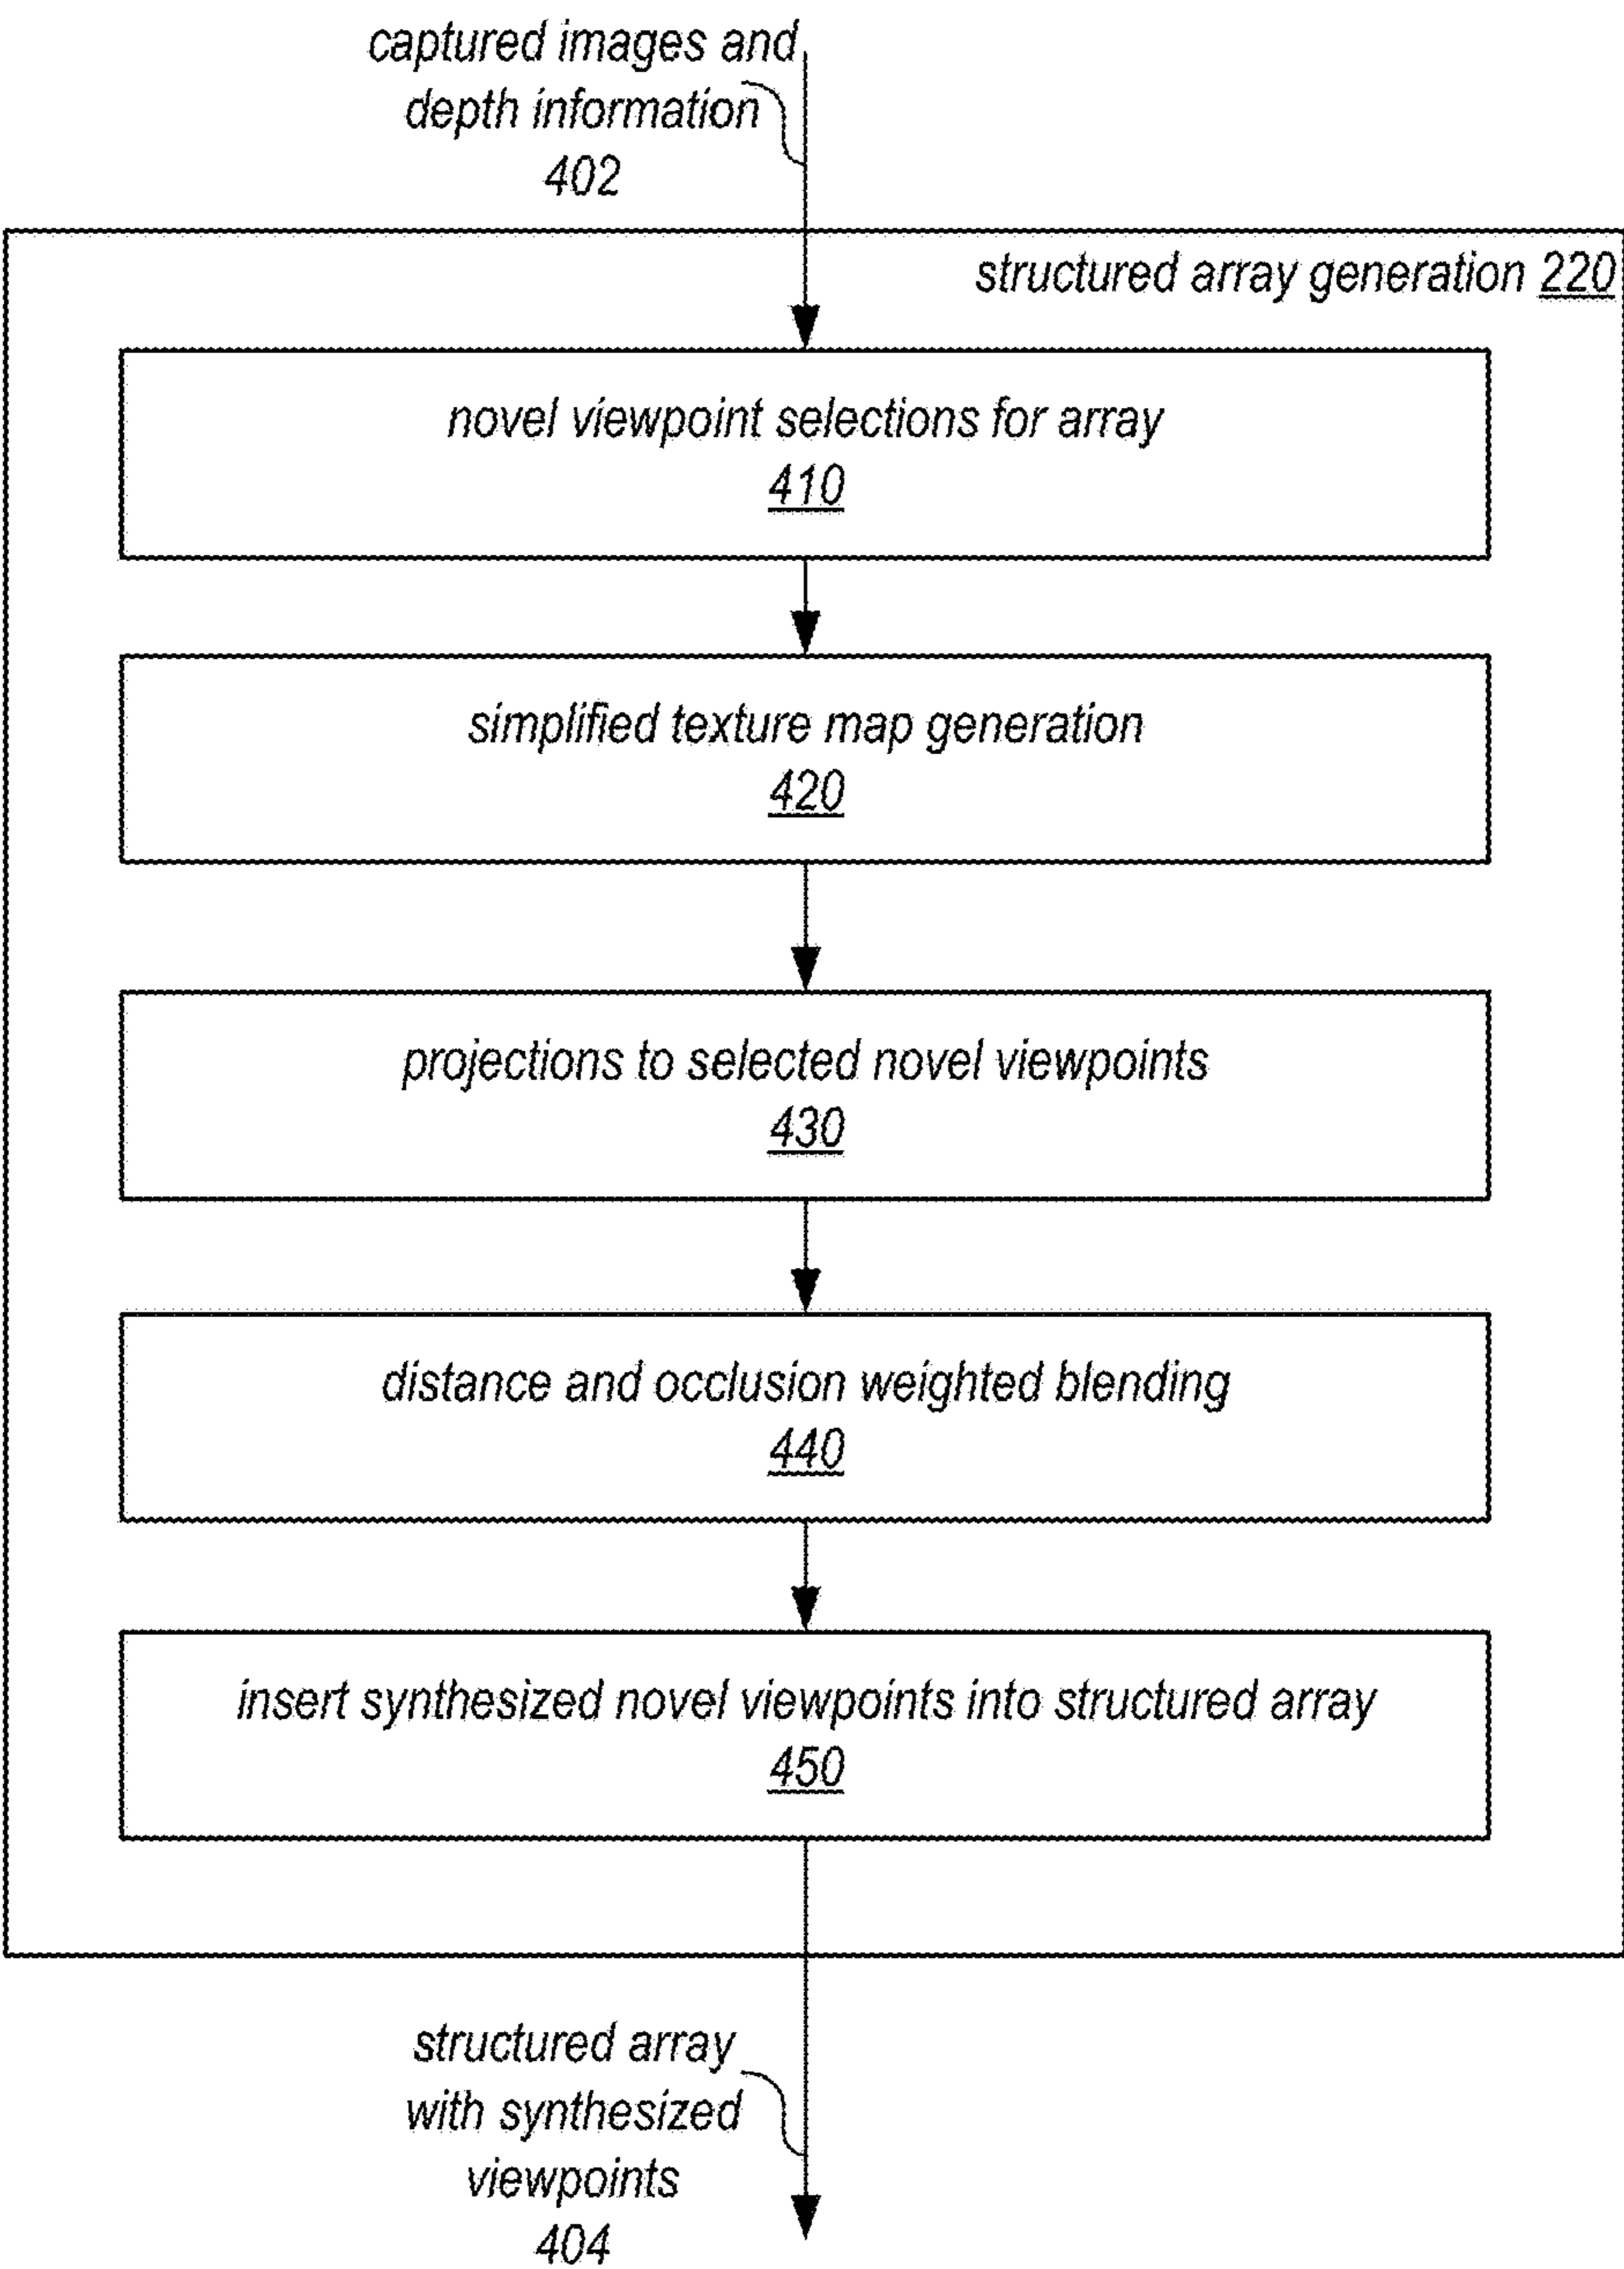 captured images and
depth information
402
structured array generation 220
novel viewpoint selections for array
410
simplified texture map generation
420
projections to selected novel viewpoints
430
distance and occlusion weighted blending
440
insert synthesized novel viewpoints into structured array
450
structured array
with synthesized
viewpoints
404